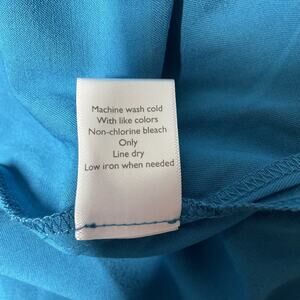 Machine wash cold
With like colors
Non-chlorine bleach
Only
Line dry
Low iron when needed